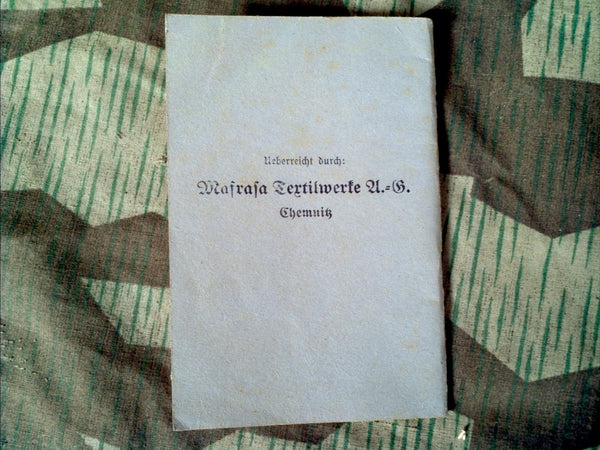 Ueberreicht durch:
Mafrasa Textilwerke A.=G.
Chemnitz